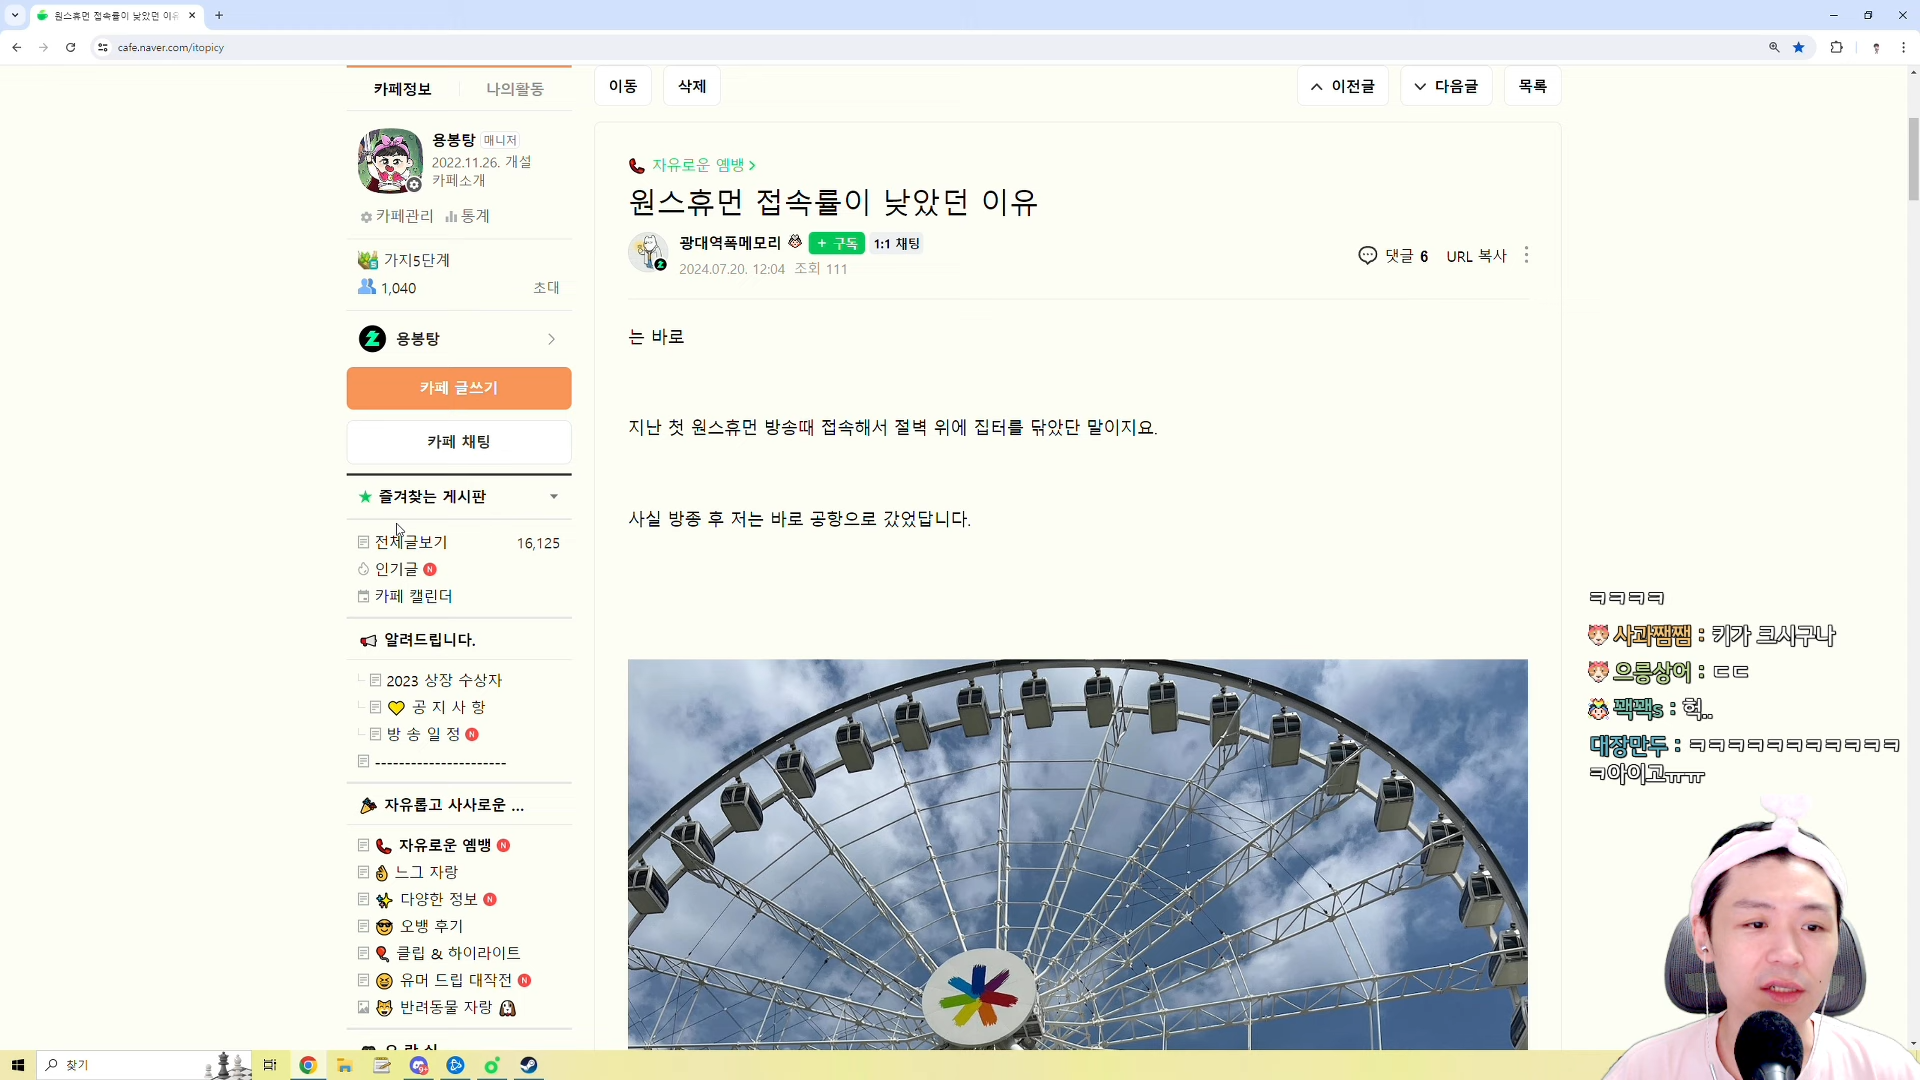 원스휴먼 접속률이 낮았던 이유
cafe.naver.com/itopicy
카페정보
나의활동
이동
삭제
이전글
다음글
목록
용봉탕 매니저
2022.11.26. 개설
카페소개
카페관리
통계
가지5단계
1,040
초대
용봉탕
카페 글쓰기
카페 채팅
즐겨찾는 게시판
전체글보기 16,125
인기글 N
카페 캘린더
알려드립니다.
2023 상장 수상자
공 지 사 항
방 송 일 정 N
----------------------
자유롭고 사사로운 ...
자유로운 옘뱅 N
느그 자랑
다양한 정보 N
오뱅 후기
클립 & 하이라이트
유머 드립 대작전 N
반려동물 자랑
자유로운 옘뱅 >
원스휴먼 접속률이 낮았던 이유
광대역폭메모리 + 구독 1:1 채팅
2024.07.20. 12:04 조회 111
댓글 6 URL 복사
는 바로
지난 첫 원스휴먼 방송때 접속해서 절벽 위에 집터를 닦았단 말이지요.
사실 방종 후 저는 바로 공항으로 갔었답니다.
ㅋㅋㅋㅋ
사과쨈쨈 : 키가 크시구나
으릉상어 : ㄷㄷ
꽥꽥s : 헉..
대장만두 : ㅋㅋㅋㅋㅋㅋㅋㅋㅋㅋㅋ
ㅋ아이고ㅠㅠ
찾기